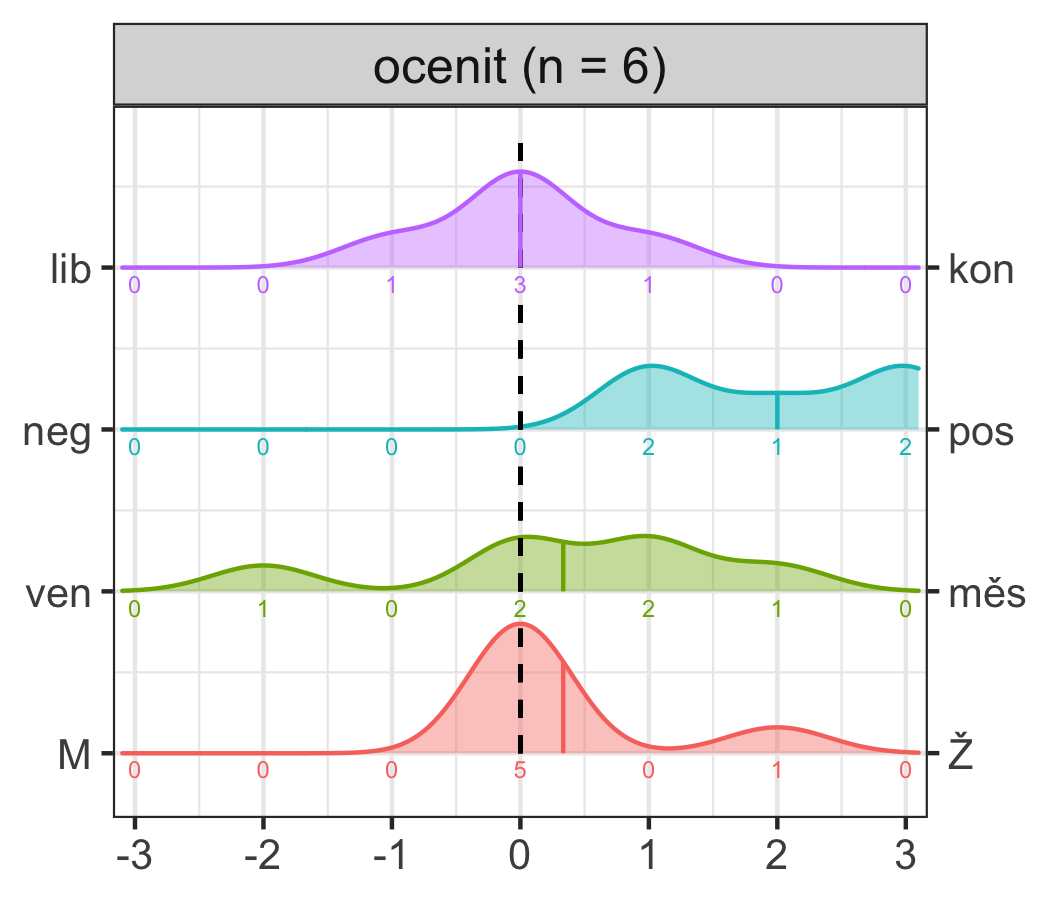 ocenit (n = 6)
lib kon
0 0 1 3 1 0 0
neg pos
0 0 0 0 2 1 2
ven měs
0 1 0 2 2 1 0
M Ž
0 0 0 5 0 1 0
-3 -2 -1 0 1 2 3